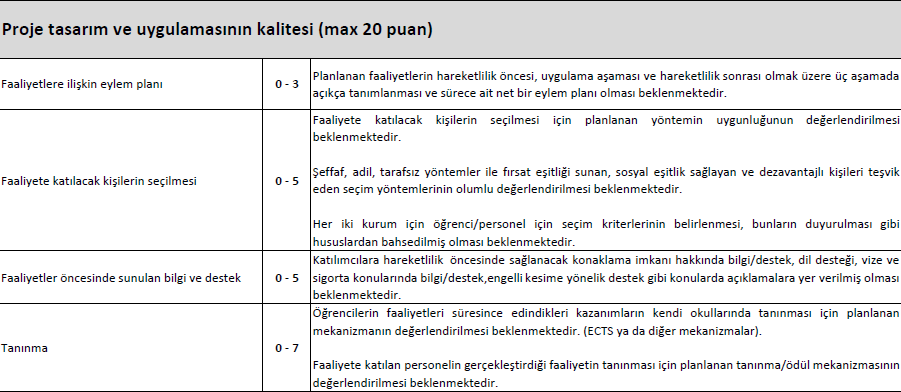 Proje tasarım ve uygulamasının kalitesi (max 20 puan)
Faaliyetlere ilişkin eylem planı
0 - 3
Planlanan faaliyetlerin hareketlilik öncesi, uygulama aşaması ve hareketlilik sonrası olmak üzere üç aşamada
açıkça tanımlanması ve sürece ait net bir eylem planı olması beklenmektedir.
Faaliyete katılacak kişilerin seçilmesi
0 - 5
Faaliyete katılacak kişilerin seçilmesi için planlanan yöntemin uygunluğunun değerlendirilmesi
beklenmektedir.
Şeffaf, adil, tarafsız yöntemler ile fırsat eşitliği sunan, sosyal eşitlik sağlayan ve dezavantajlı kişileri teşvik
eden seçim yöntemlerinin olumlu değerlendirilmesi beklenmektedir.
Her iki kurum için öğrenci/personel için seçim kriterlerinin belirlenmesi, bunların duyurulması gibi
hususlardan bahsedilmiş olması beklenmektedir.
Faaliyetler öncesinde sunulan bilgi ve destek
0 - 5
Katılımcılara hareketlilik öncesinde sağlanacak konaklama imkanı hakkında bilgi/destek, dil desteği, vize ve
sigorta konularında bilgi/destek,engelli kesime yönelik destek gibi konularda açıklamalara yer verilmiş olması
beklenmektedir.
Tanınma
0 - 7
Öğrencilerin faaliyetleri süresince edindikleri kazanımların kendi okullarında tanınması için planlanan
mekanizmanın değerlendirilmesi beklenmektedir. (ECTS ya da diğer mekanizmalar).
Faaliyete katılan personelin gerçekleştirdiği faaliyetin tanınması için planlanan tanınma/ödül mekanizmasının
değerlendirilmesi beklenmektedir.